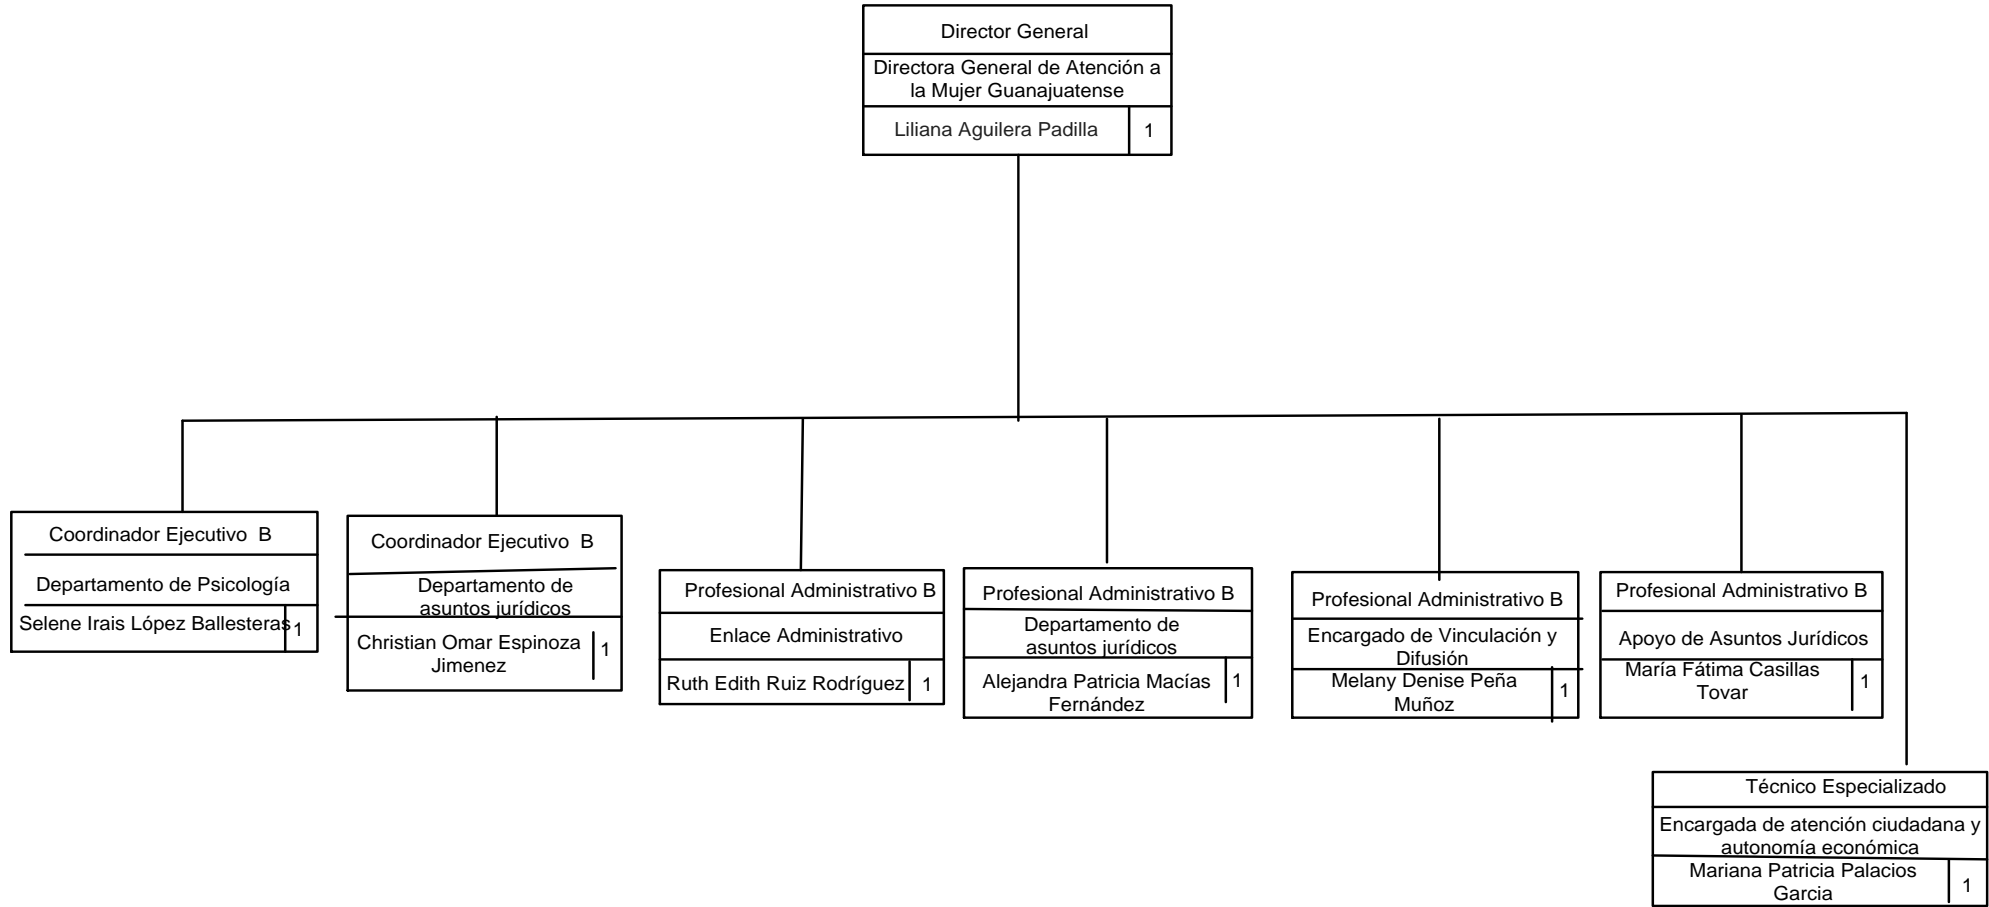 Director General
Directora General de Atención a
la Mujer Guanajuatense
Liliana Aguilera Padilla
1
Coordinador Ejecutivo  B
Departamento de Psicología
Selene Irais López Ballesteras
1
Coordinador Ejecutivo  B
Departamento de
asuntos jurídicos
Christian Omar Espinoza
Jimenez
1
Profesional Administrativo B
Enlace Administrativo
Ruth Edith Ruiz Rodríguez
1
Profesional Administrativo B
Departamento de
asuntos jurídicos
Alejandra Patricia Macías
Fernández
1
Profesional Administrativo B
Encargado de Vinculación y
Difusión
Melany Denise Peña
Muñoz
1
Profesional Administrativo B
Apoyo de Asuntos Jurídicos
María Fátima Casillas
Tovar
1
Técnico Especializado
Encargada de atención ciudadana y
autonomía económica
Mariana Patricia Palacios
Garcia
1